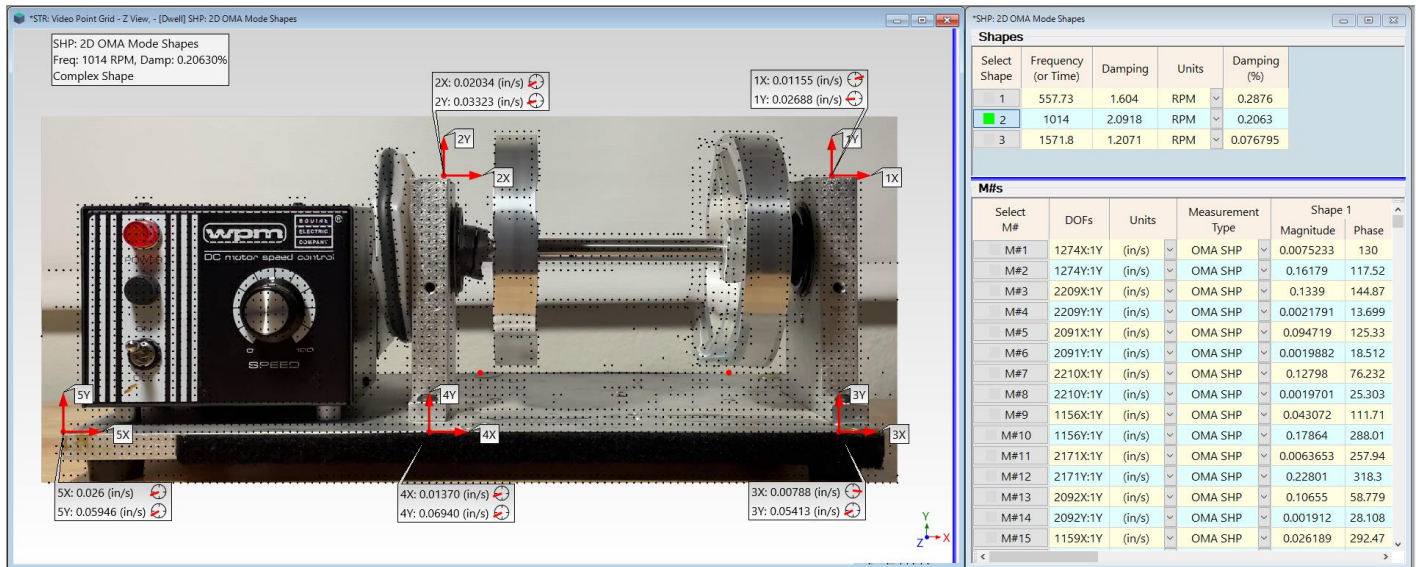 *STR: Video Point Grid - Z View, - [Dwell] SHP: 2D OMA Mode Shapes
SHP: 2D OMA Mode Shapes
Freq: 1014 RPM, Damp: 0.20630%
Complex Shape
2X: 0.02034 (in/s)
2Y: 0.03323 (in/s)
1X: 0.01155 (in/s)
1Y: 0.02688 (in/s)
2Y
1Y
2X
1X
wpm
BODINE
ELECTRIC
COMPANY
®
DC motor speed control
POWER
0 100
SPEED
5Y
4Y
3Y
5X
4X
3X
5X: 0.026 (in/s)
5Y: 0.05946 (in/s)
4X: 0.01370 (in/s)
4Y: 0.06940 (in/s)
3X: 0.00788 (in/s)
3Y: 0.05413 (in/s)
Y
Z X
*SHP: 2D OMA Mode Shapes
Shapes
Select Shape Frequency (or Time) Damping Units Damping (%)
1 557.73 1.604 RPM 0.2876
2 1014 2.0918 RPM 0.2063
3 1571.8 1.2071 RPM 0.076795
M#s
Select M# DOFs Units Measurement Type Shape 1
Magnitude Phase
M#1 1274X:1Y (in/s) OMA SHP 0.0075233 130
M#2 1274Y:1Y (in/s) OMA SHP 0.16179 117.52
M#3 2209X:1Y (in/s) OMA SHP 0.1339 144.87
M#4 2209Y:1Y (in/s) OMA SHP 0.0021791 13.699
M#5 2091X:1Y (in/s) OMA SHP 0.094719 125.33
M#6 2091Y:1Y (in/s) OMA SHP 0.0019882 18.512
M#7 2210X:1Y (in/s) OMA SHP 0.12798 76.232
M#8 2210Y:1Y (in/s) OMA SHP 0.0019701 25.303
M#9 1156X:1Y (in/s) OMA SHP 0.043072 111.71
M#10 1156Y:1Y (in/s) OMA SHP 0.17864 288.01
M#11 2171X:1Y (in/s) OMA SHP 0.0063653 257.94
M#12 2171Y:1Y (in/s) OMA SHP 0.22801 318.3
M#13 2092X:1Y (in/s) OMA SHP 0.10655 58.779
M#14 2092Y:1Y (in/s) OMA SHP 0.001912 28.108
M#15 1159X:1Y (in/s) OMA SHP 0.026189 292.47